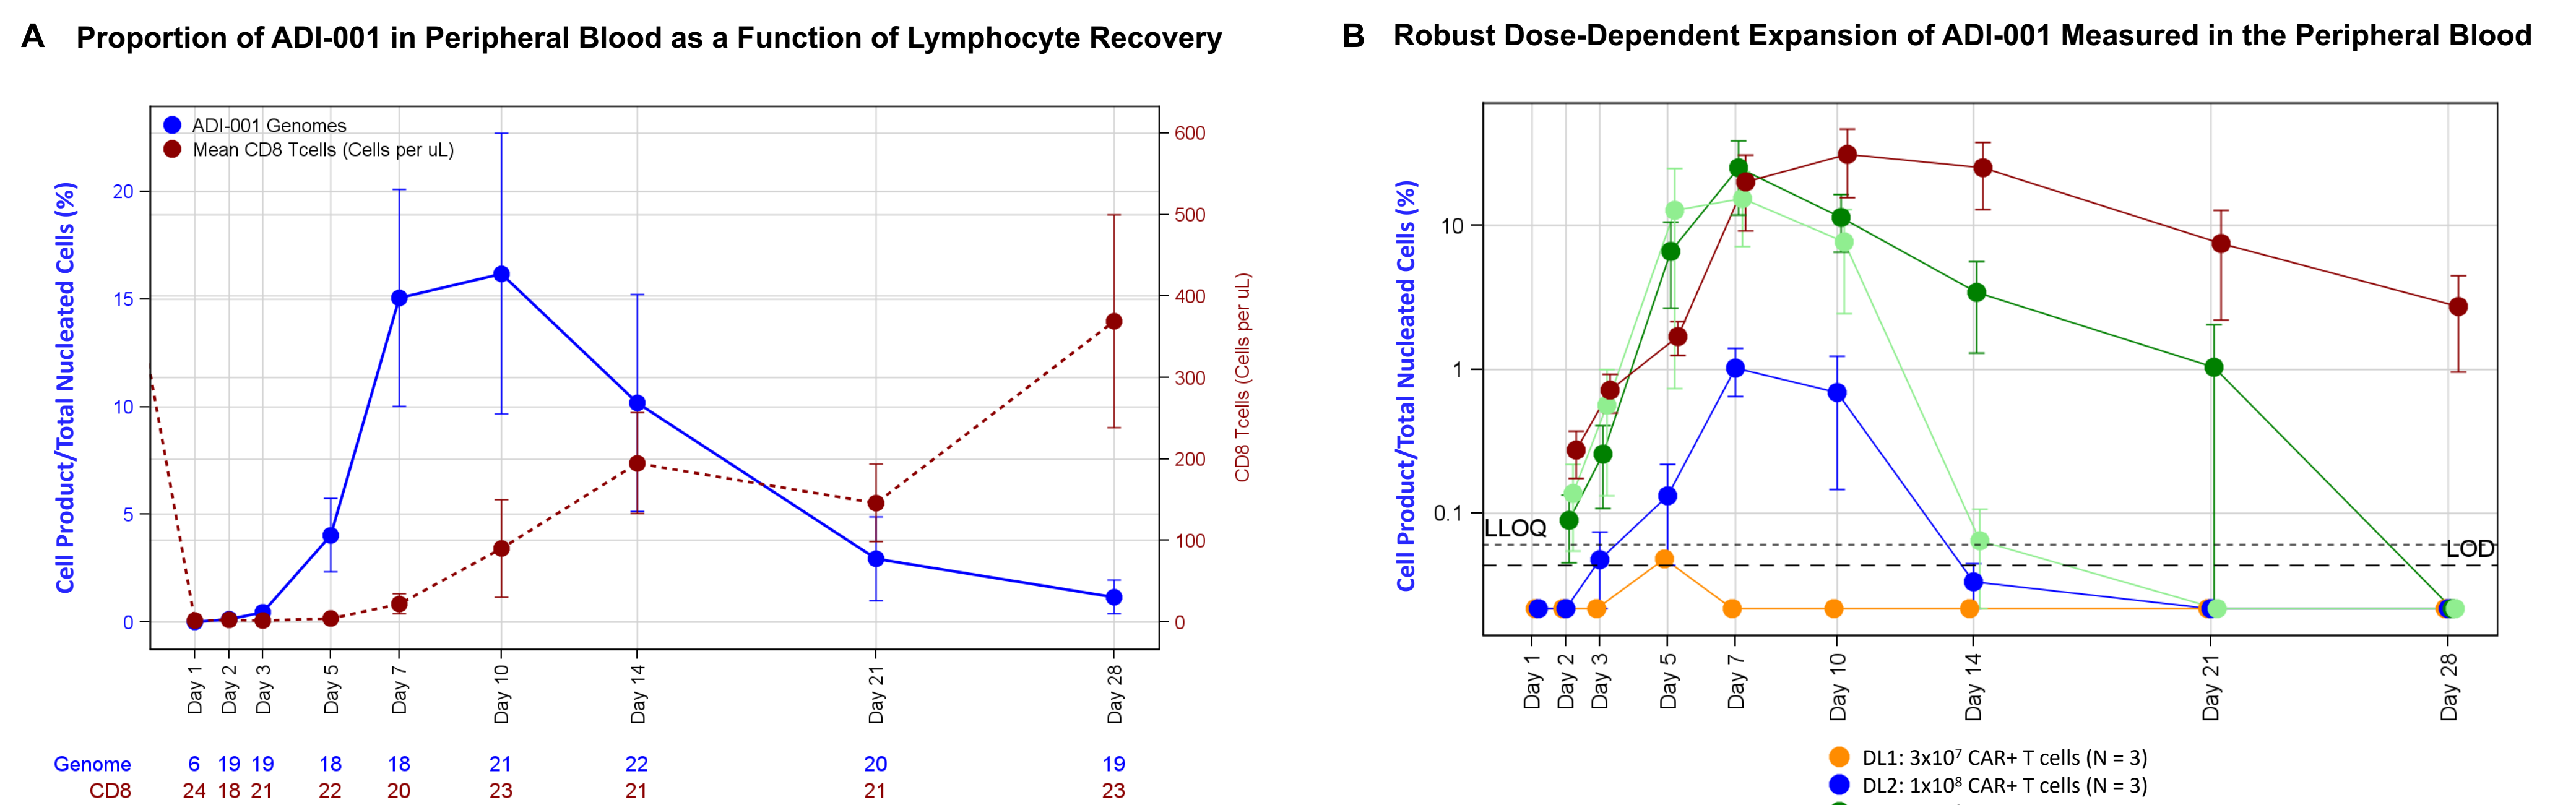 A Proportion of ADI-001 in Peripheral Blood as a Function of Lymphocyte Recovery
ADI-001 Genomes
Mean CD8 Tcells (Cells per uL)
Cell Product/Total Nucleated Cells (%)
20
15
10
5
0
600
500
400
300
200
100
0
CD8 Tcells (Cells per uL)
Day 1 Day 2 Day 3 Day 5 Day 7 Day 10 Day 14 Day 21 Day 28
Genome 6 19 19 18 18 21 22 20 19
CD8 24 18 21 22 20 23 21 21 23
B Robust Dose-Dependent Expansion of ADI-001 Measured in the Peripheral Blood
Cell Product/Total Nucleated Cells (%)
10
1
0.1
LLOQ
LOD
Day 1 Day 2 Day 3 Day 5 Day 7 Day 10 Day 14 Day 21 Day 28
DL1: 3x10⁷ CAR+ T cells (N = 3)
DL2: 1x10⁸ CAR+ T cells (N = 3)